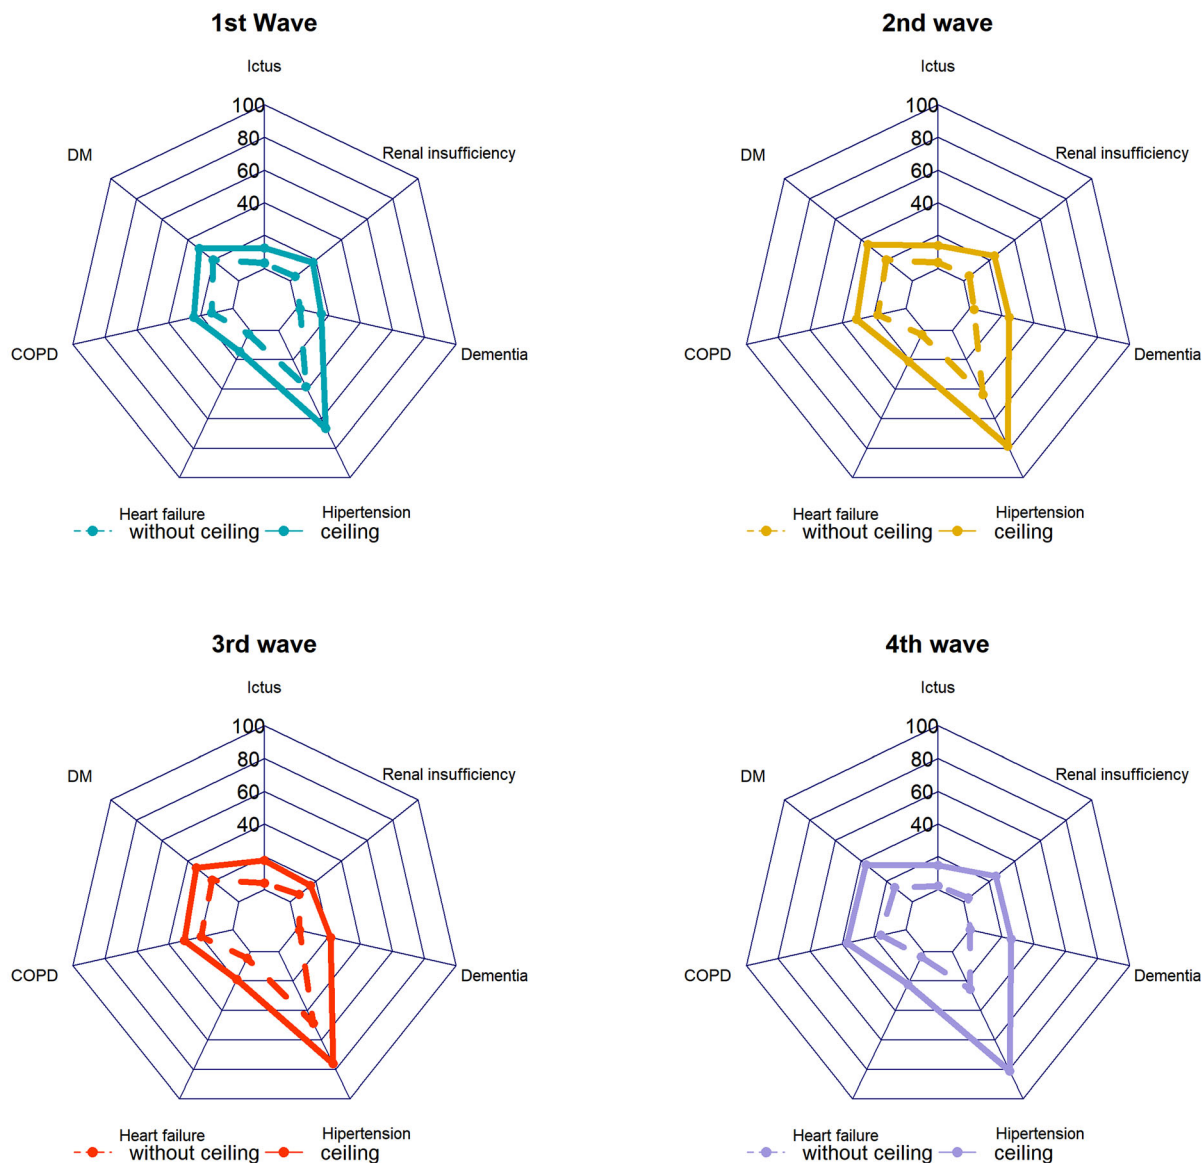 1st Wave
Ictus
100
80
60
40
DM
Renal insufficiency
COPD
Dementia
Heart failure
Hipertension
without ceiling
ceiling
2nd wave
Ictus
100
80
60
40
DM
Renal insufficiency
COPD
Dementia
Heart failure
Hipertension
without ceiling
ceiling
3rd wave
Ictus
100
80
60
40
DM
Renal insufficiency
COPD
Dementia
Heart failure
Hipertension
without ceiling
ceiling
4th wave
Ictus
100
80
60
40
DM
Renal insufficiency
COPD
Dementia
Heart failure
Hipertension
without ceiling
ceiling